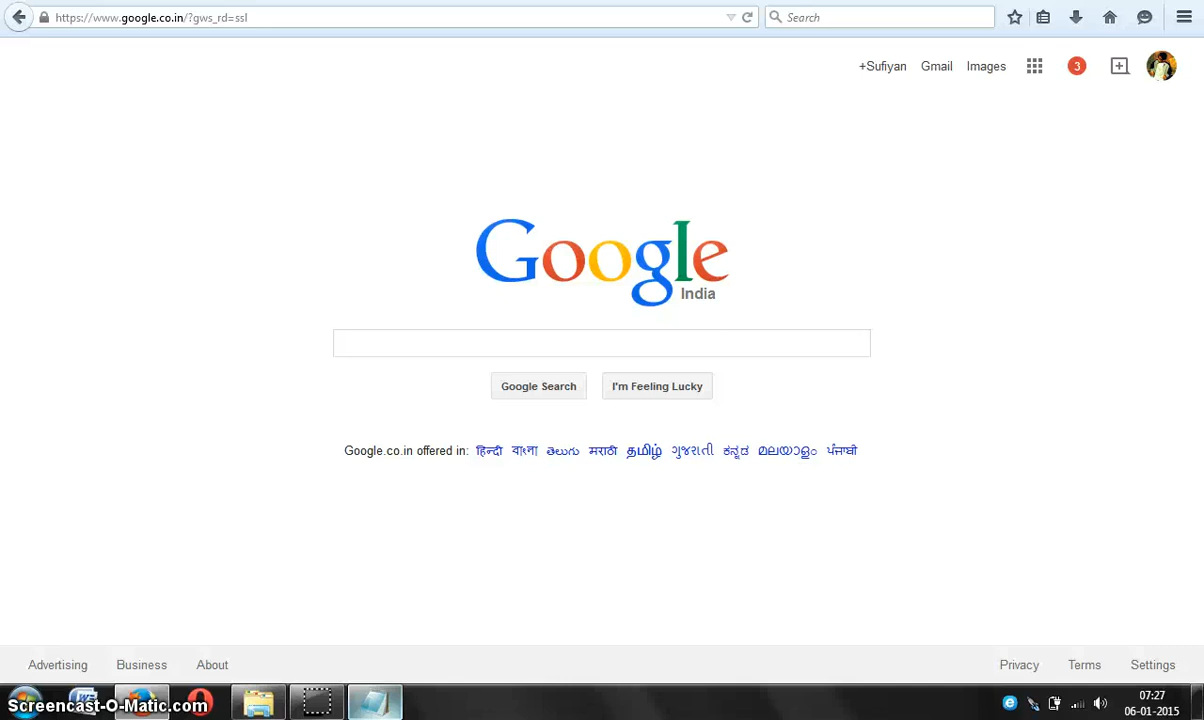 https://www.google.co.in/?gws_rd=ssl
Search
+Sufiyan Gmail Images 3
Google
India
Google Search I'm Feeling Lucky
Google.co.in offered in: हिन्दी বাংলা తెలుగు मराठी தமிழ் ગુજરાતી ಕನ್ನಡ മലയാളം ਪੰਜਾਬੀ
Advertising Business About Privacy Terms Settings
Screencast-O-Matic.com
07:27
06-01-2015